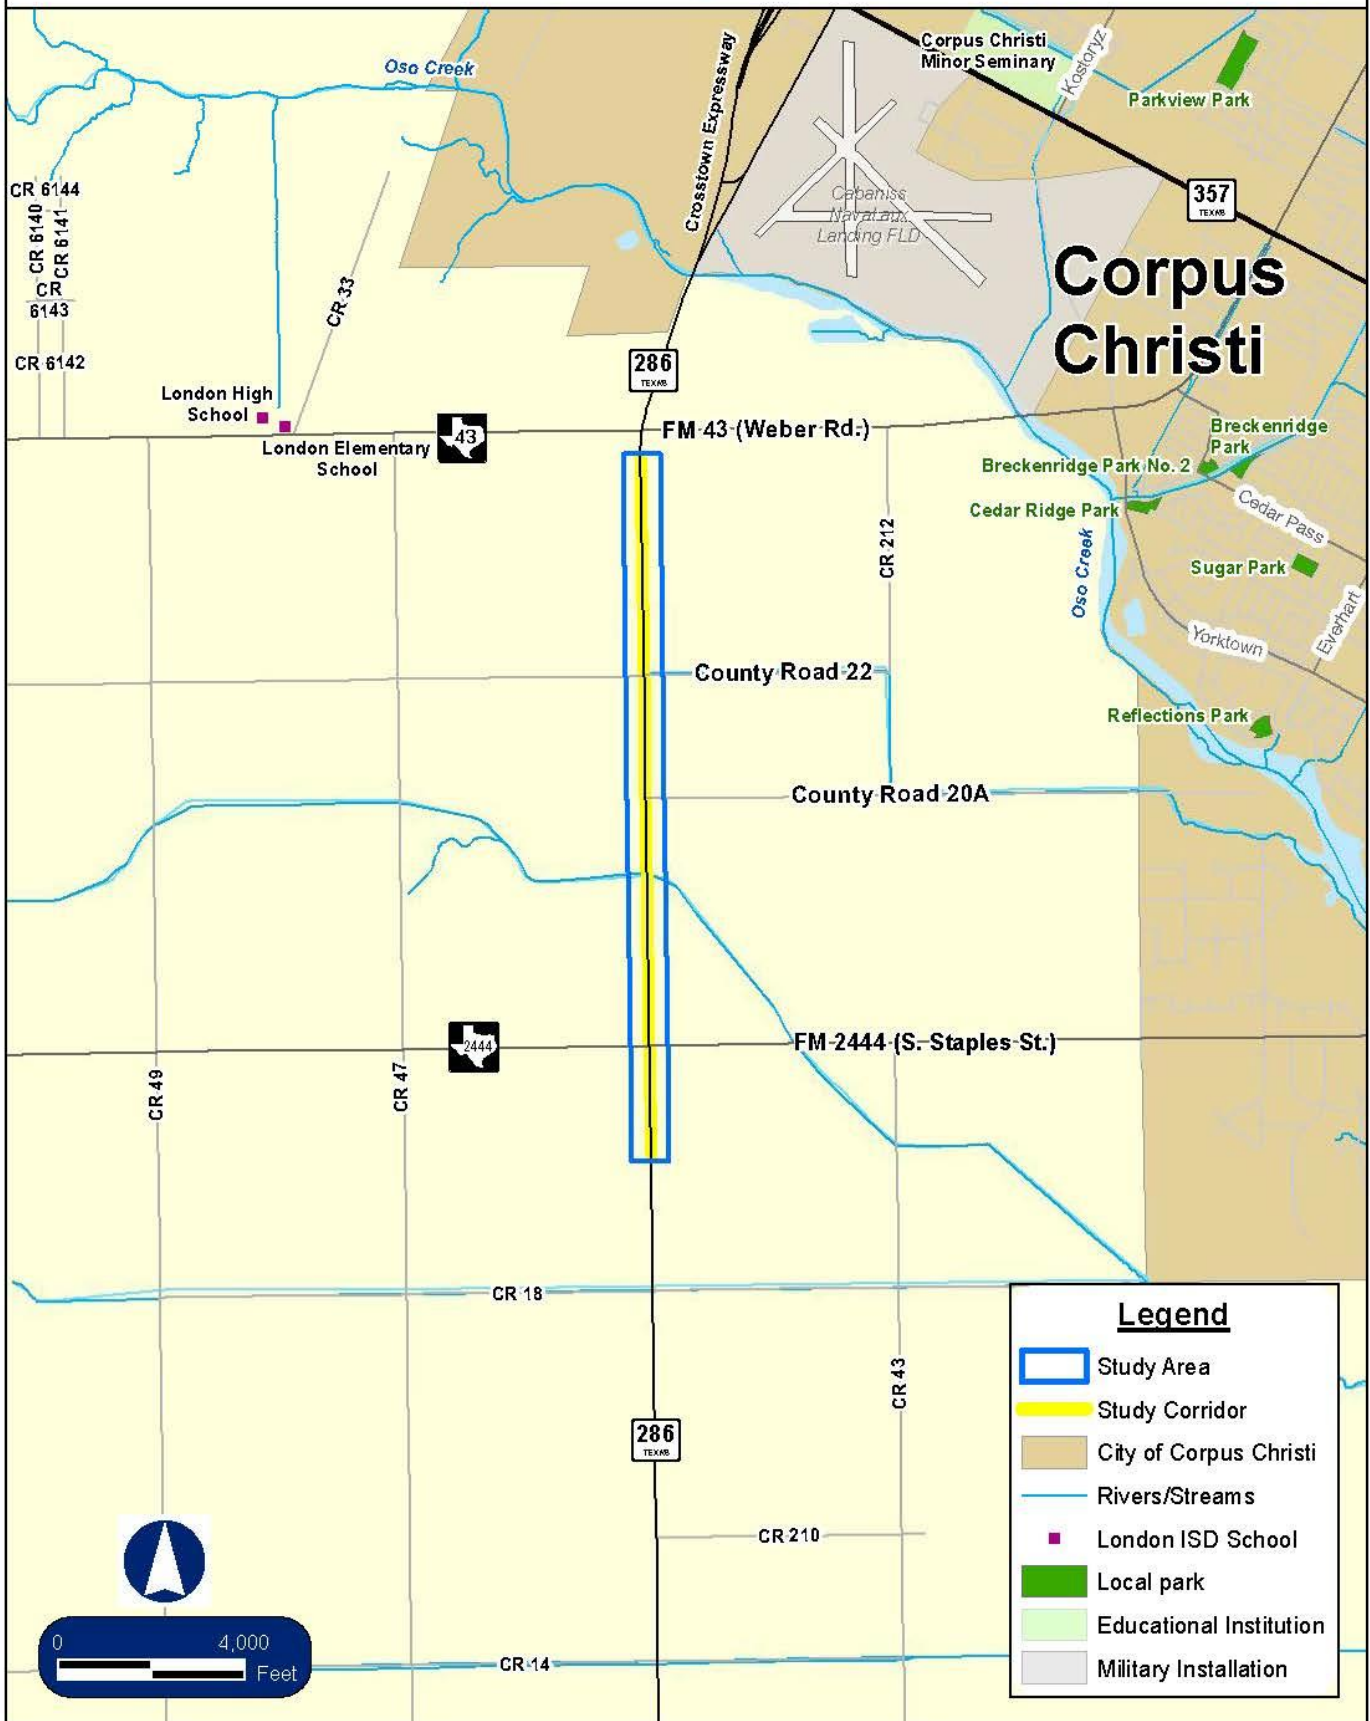 Oso Creek
Crosstown Expressway
Corpus Christi
Minor Seminary
Kostoryz
Parkview Park
CR 6144
CR 6140
CR 6141
CR
6143
CR 6142
CR 33
Cabaniss
Naval aux
Landing FLD
357
TEXAS
Corpus
Christi
286
TEXAS
London High
School
London Elementary
School
43
FM 43 (Weber Rd.)
Breckenridge
Park
Breckenridge Park No. 2
Cedar Ridge Park
Cedar Pass
CR 212
Oso Creek
Sugar Park
Everhart
Yorktown
County Road 22
Reflections Park
County Road 20A
2444
FM 2444 (S. Staples St.)
CR 49
CR 47
CR 18
CR 43
286
TEXAS
CR 210
CR 14
0
4,000
Feet
Legend
Study Area
Study Corridor
City of Corpus Christi
Rivers/Streams
London ISD School
Local park
Educational Institution
Military Installation